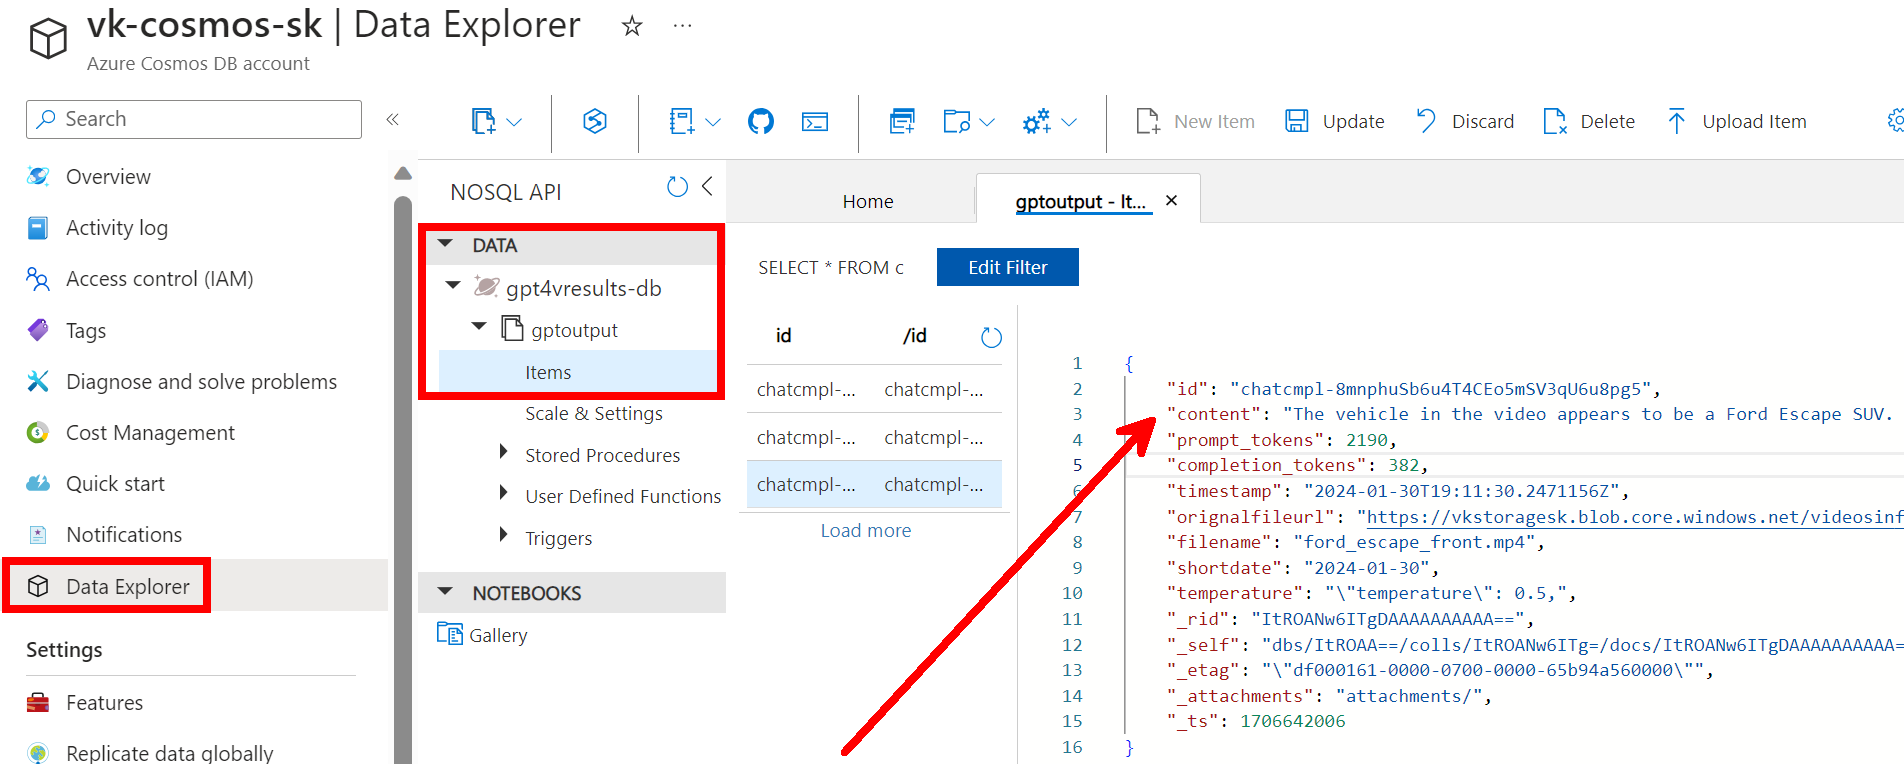 vk-cosmos-sk | Data Explorer
Azure Cosmos DB account
Search
Overview
Activity log
Access control (IAM)
Tags
Diagnose and solve problems
Cost Management
Quick start
Notifications
Data Explorer
Settings
Features
Replicate data globally
New Item
Update
Discard
Delete
Upload Item
NOSQL API
DATA
gpt4vresults-db
gptoutput
Items
Scale & Settings
Stored Procedures
User Defined Functions
Triggers
NOTEBOOKS
Gallery
Home
gptoutput - It...
SELECT * FROM c
Edit Filter
id /id
chatcmpl-... chatcmpl-...
chatcmpl-... chatcmpl-...
chatcmpl-... chatcmpl-...
Load more
1 {
2 "id": "chatcmpl-8mnphuSb6u4T4CEo5mSV3qU6u8pg5",
3 "content": "The vehicle in the video appears to be a Ford Escape SUV.
4 "prompt_tokens": 2190,
5 "completion_tokens": 382,
6 "timestamp": "2024-01-30T19:11:30.2471156Z",
7 "orignalfileurl": "https://vkstoragesk.blob.core.windows.net/videosinf
8 "filename": "ford_escape_front.mp4",
9 "shortdate": "2024-01-30",
10 "temperature": "\"temperature\": 0.5,",
11 "_rid": "ItROANw6ITgDAAAAAAAAAA==",
12 "_self": "dbs/ItROAA==/colls/ItROANw6ITg=/docs/ItROANw6ITgDAAAAAAAAAA=
13 "_etag": "\"df000161-0000-0700-0000-65b94a560000\"",
14 "_attachments": "attachments/",
15 "_ts": 1706642006
16 }